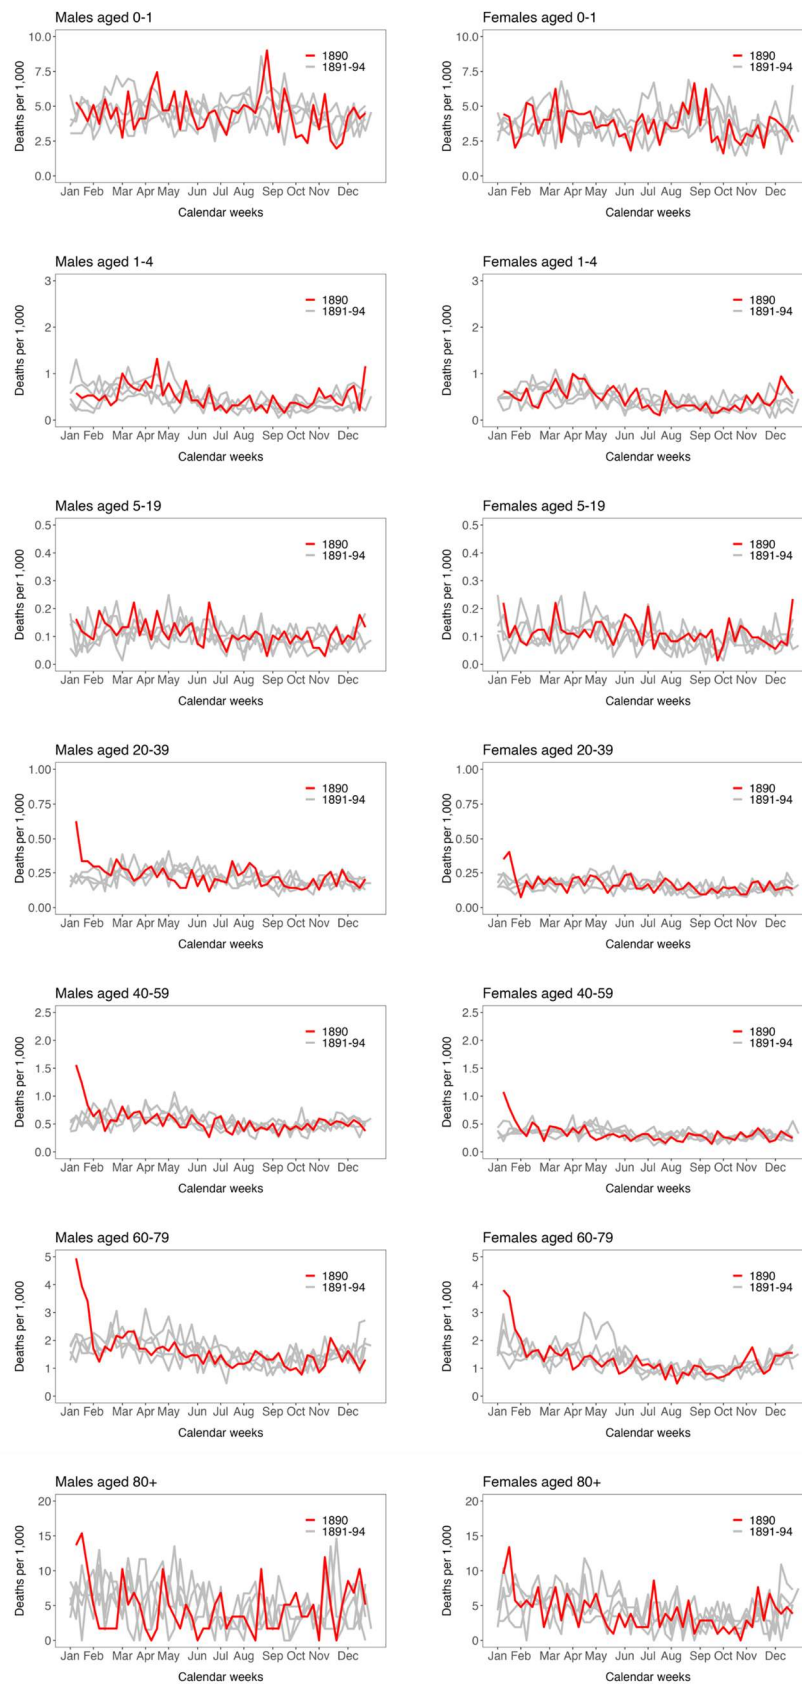 Males aged 0-1
Females aged 0-1
10.0
7.5
5.0
2.5
0.0
Deaths per 1,000
1890
1891-94
Jan Feb Mar Apr May Jun Jul Aug Sep Oct Nov Dec
Calendar weeks
10.0
7.5
5.0
2.5
0.0
Deaths per 1,000
1890
1891-94
Jan Feb Mar Apr May Jun Jul Aug Sep Oct Nov Dec
Calendar weeks
Males aged 1-4
Females aged 1-4
3
2
1
0
Deaths per 1,000
1890
1891-94
Jan Feb Mar Apr May Jun Jul Aug Sep Oct Nov Dec
Calendar weeks
3
2
1
0
Deaths per 1,000
1890
1891-94
Jan Feb Mar Apr May Jun Jul Aug Sep Oct Nov Dec
Calendar weeks
Males aged 5-19
Females aged 5-19
0.5
0.4
0.3
0.2
0.1
0.0
Deaths per 1,000
1890
1891-94
Jan Feb Mar Apr May Jun Jul Aug Sep Oct Nov Dec
Calendar weeks
0.5
0.4
0.3
0.2
0.1
0.0
Deaths per 1,000
1890
1891-94
Jan Feb Mar Apr May Jun Jul Aug Sep Oct Nov Dec
Calendar weeks
Males aged 20-39
Females aged 20-39
1.00
0.75
0.50
0.25
0.00
Deaths per 1,000
1890
1891-94
Jan Feb Mar Apr May Jun Jul Aug Sep Oct Nov Dec
Calendar weeks
1.00
0.75
0.50
0.25
0.00
Deaths per 1,000
1890
1891-94
Jan Feb Mar Apr May Jun Jul Aug Sep Oct Nov Dec
Calendar weeks
Males aged 40-59
Females aged 40-59
2.5
2.0
1.5
1.0
0.5
0.0
Deaths per 1,000
1890
1891-94
Jan Feb Mar Apr May Jun Jul Aug Sep Oct Nov Dec
Calendar weeks
2.5
2.0
1.5
1.0
0.5
0.0
Deaths per 1,000
1890
1891-94
Jan Feb Mar Apr May Jun Jul Aug Sep Oct Nov Dec
Calendar weeks
Males aged 60-79
Females aged 60-79
5
4
3
2
1
0
Deaths per 1,000
1890
1891-94
Jan Feb Mar Apr May Jun Jul Aug Sep Oct Nov Dec
Calendar weeks
5
4
3
2
1
0
Deaths per 1,000
1890
1891-94
Jan Feb Mar Apr May Jun Jul Aug Sep Oct Nov Dec
Calendar weeks
Males aged 80+
Females aged 80+
20
15
10
5
0
Deaths per 1,000
1890
1891-94
Jan Feb Mar Apr May Jun Jul Aug Sep Oct Nov Dec
Calendar weeks
20
15
10
5
0
Deaths per 1,000
1890
1891-94
Jan Feb Mar Apr May Jun Jul Aug Sep Oct Nov Dec
Calendar weeks